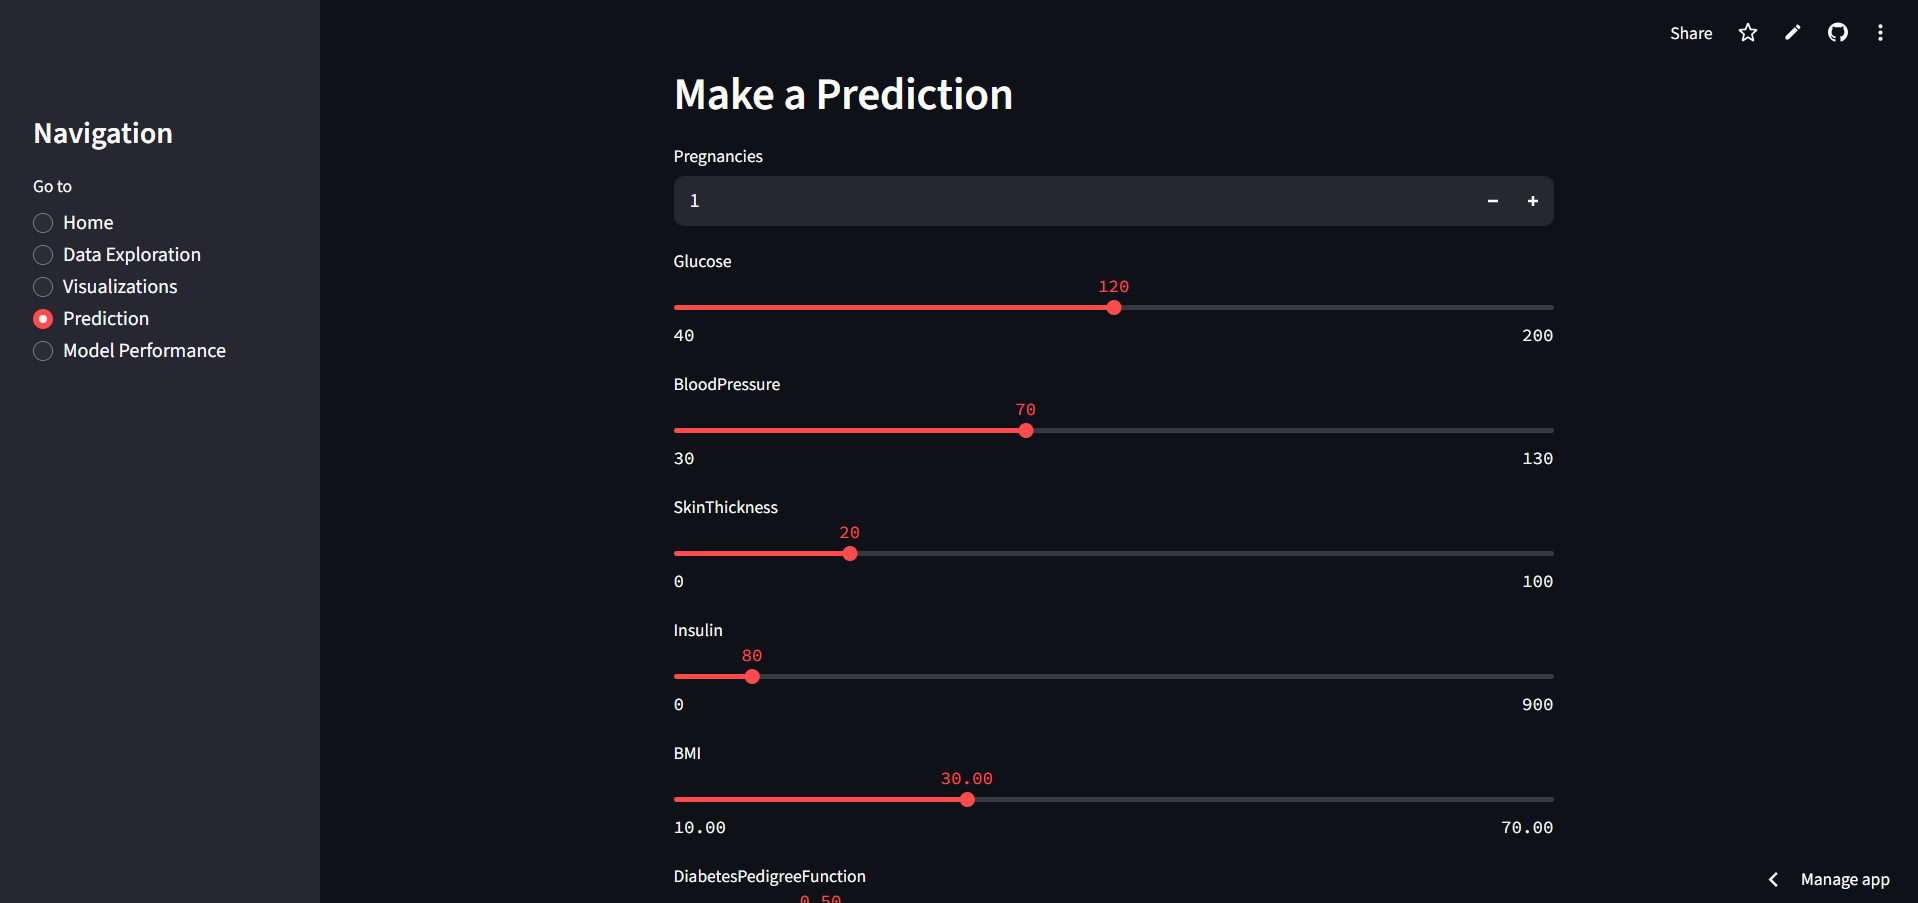 Share
Navigation
Go to
Home
Data Exploration
Visualizations
Prediction
Model Performance
Make a Prediction
Pregnancies
1
Glucose
120
40 200
BloodPressure
70
30 130
SkinThickness
20
0 100
Insulin
80
0 900
BMI
30.00
10.00 70.00
DiabetesPedigreeFunction
0.50
Manage app